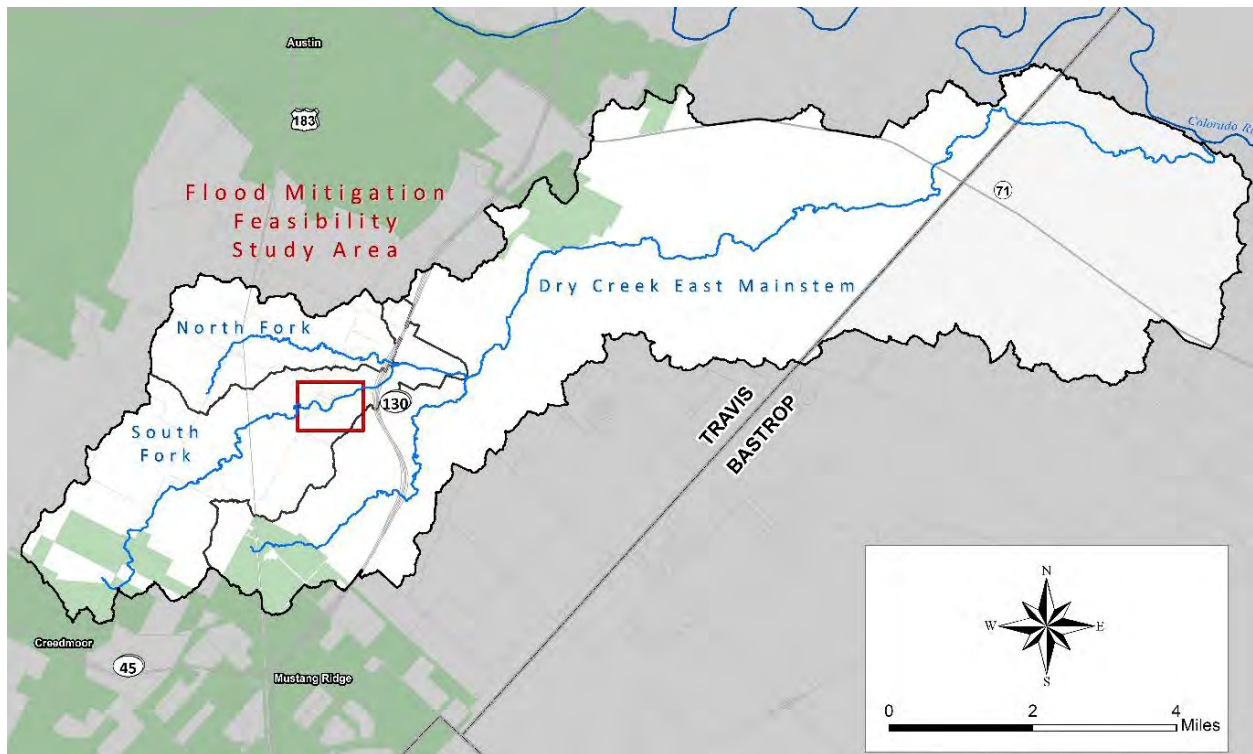 Austin
183
Flood Mitigation
Feasibility
Study Area
Colorado
71
Dry Creek East Mainstem
North Fork
130
South
Fork
TRAVIS
BASTROP
Creedmoor
45
Mustang Ridge
N
W
E
S
0
2
4
Miles